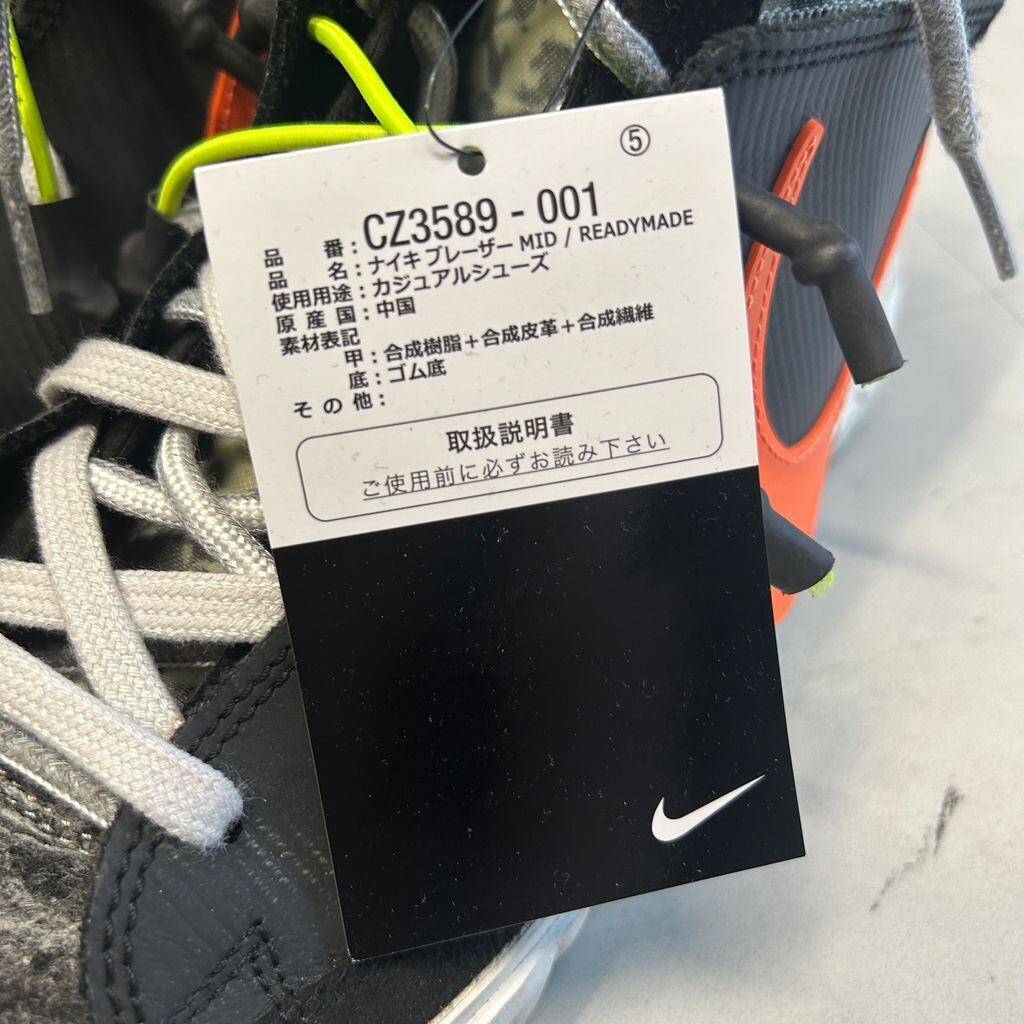 ⑤
品番:CZ3589 - 001
品名:ナイキ ブレーザー MID / READYMADE
使用用途:カジュアルシューズ
原産国:中国
素材表記
甲:合成樹脂+合成皮革+合成繊維
底:ゴム底
その他:
取扱説明書
ご使用前に必ずお読み下さい